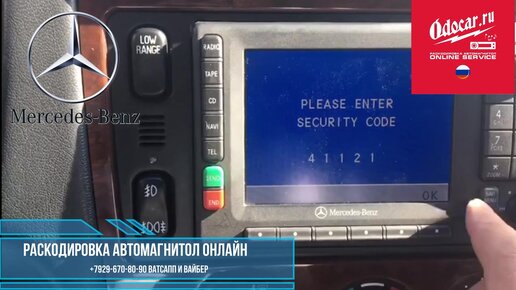 LOW
RANGE
RADIO
TAPE
CD
NAVI
TEL
SEND
END
PLEASE ENTER
SECURITY CODE
41121
OK
Mercedes-Benz
Mercedes-Benz
Odocar.ru
ONLINE SERVICE
РАСКОДИРОВКА АВТОМАГНИТОЛ ОНЛАЙН
+7929-670-80-90 ВАТСАПП И ВАЙБЕР